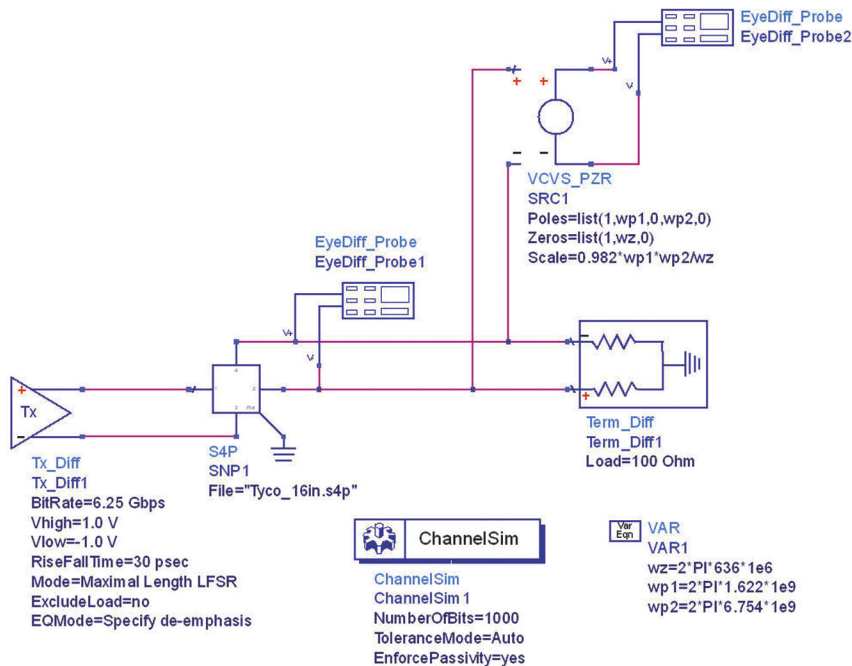 EyeDiff_Probe
EyeDiff_Probe2
V+
V-
+ +
- -
VCVS_PZR
SRC1
Poles=list(1,wp1,0,wp2,0)
Zeros=list(1,wz,0)
Scale=0.982*wp1*wp2/wz
EyeDiff_Probe
EyeDiff_Probe1
V+
V-
+
Tx
-
1
2
3
4
Ref
-
+
Tx_Diff
Tx_Diff1
BitRate=6.25 Gbps
Vhigh=1.0 V
Vlow=-1.0 V
RiseFallTime=30 psec
Mode=Maximal Length LFSR
ExcludeLoad=no
EQMode=Specify de-emphasis
S4P
SNP1
File="Tyco_16in.s4p"
Term_Diff
Term_Diff1
Load=100 Ohm
ChannelSim
ChannelSim
ChannelSim1
NumberOfBits=1000
ToleranceMode=Auto
EnforcePassivity=yes
Var
Eqn
VAR
VAR1
wz=2*PI*636*1e6
wp1=2*PI*1.622*1e9
wp2=2*PI*6.754*1e9